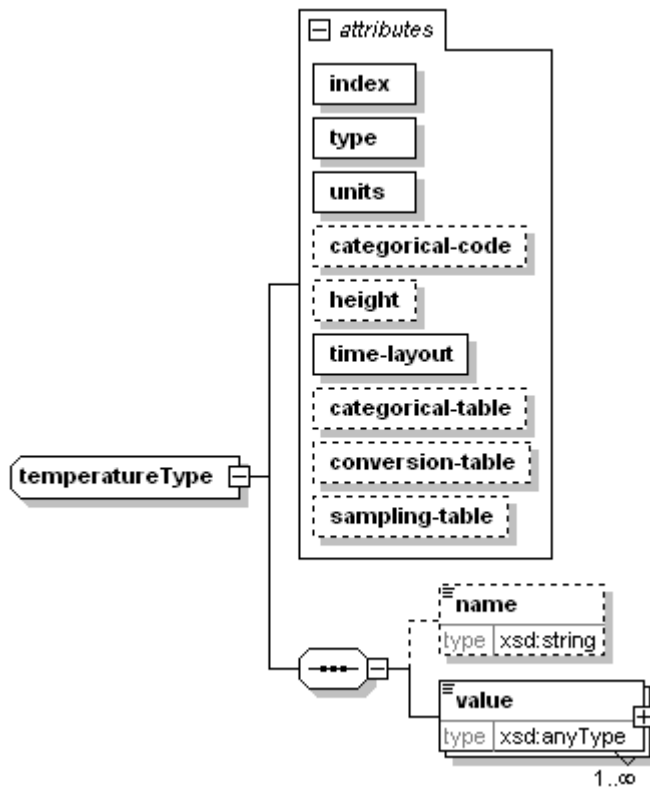 attributes
index
type
units
categorical-code
height
time-layout
categorical-table
conversion-table
sampling-table
temperatureType
name
type xsd:string
value
type xsd:anyType
1..∞